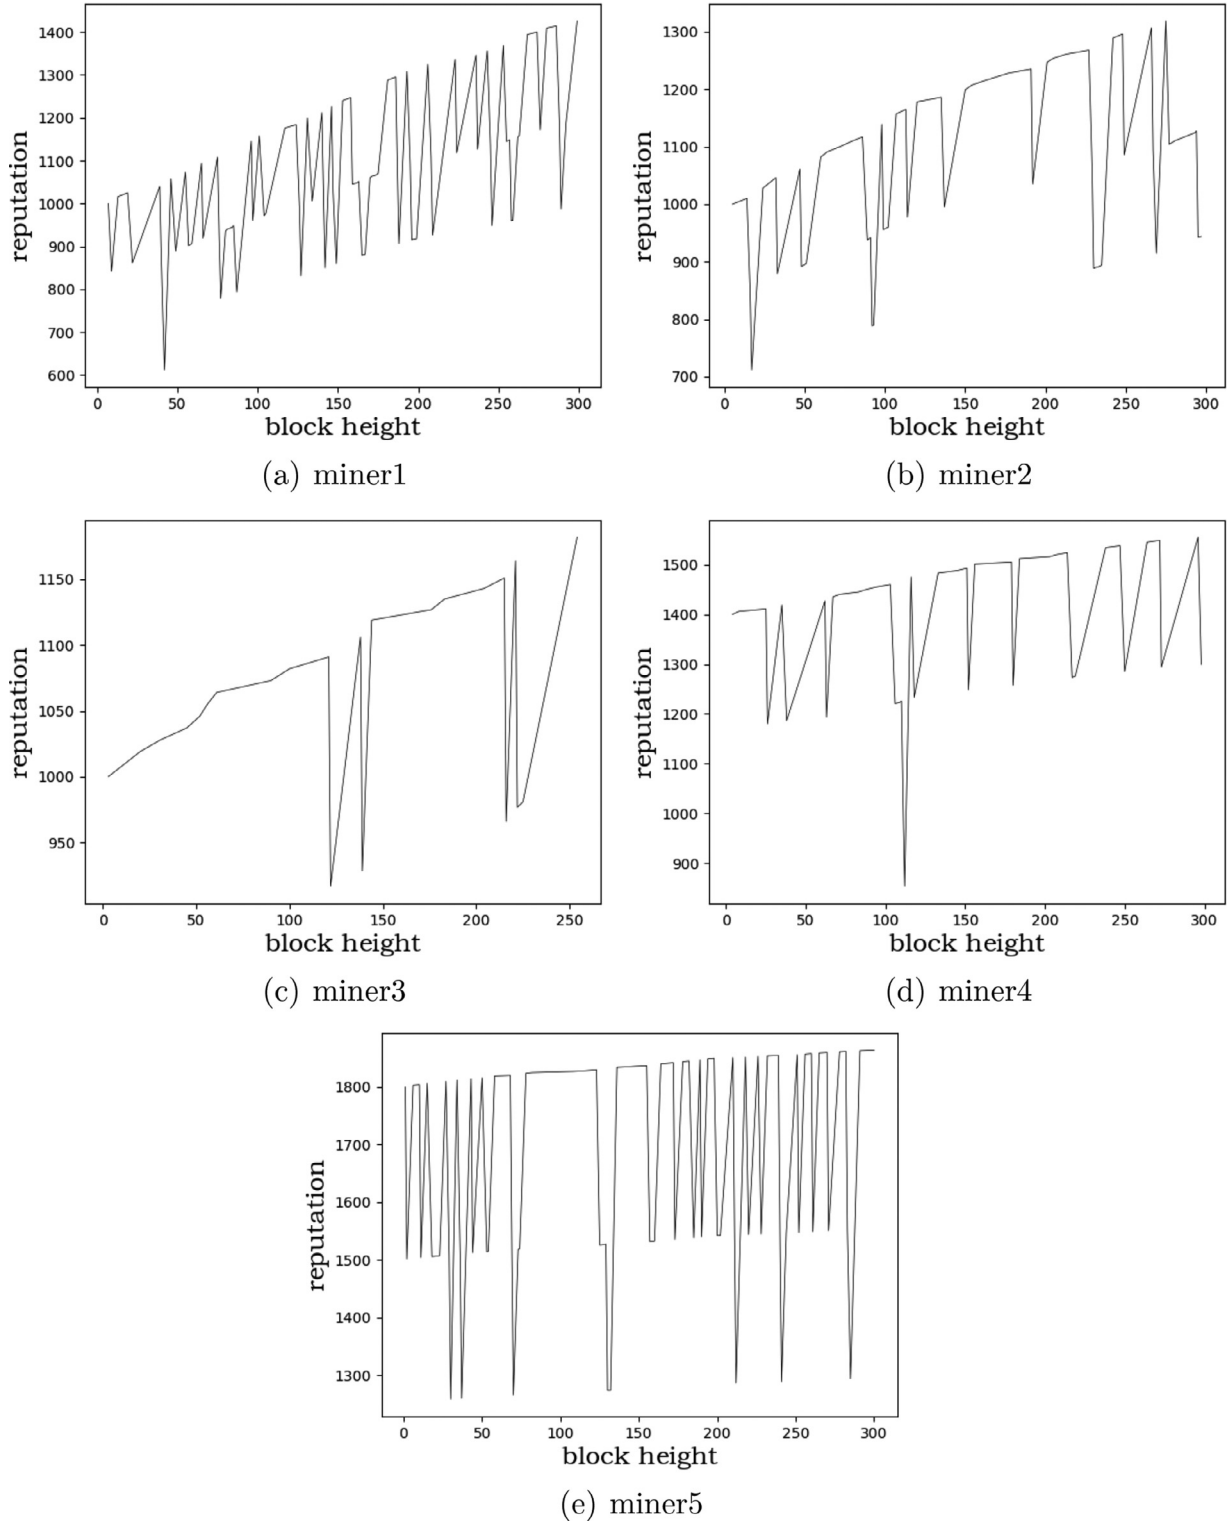 1400
1300
1200
1100
1000
900
800
700
600
reputation
0 50 100 150 200 250 300
block height
(a) miner1
1300
1200
1100
1000
900
800
700
reputation
0 50 100 150 200 250 300
block height
(b) miner2
1150
1100
1050
1000
950
reputation
0 50 100 150 200 250
block height
(c) miner3
1500
1400
1300
1200
1100
1000
900
reputation
0 50 100 150 200 250 300
block height
(d) miner4
1800
1700
1600
1500
1400
1300
reputation
0 50 100 150 200 250 300
block height
(e) miner5